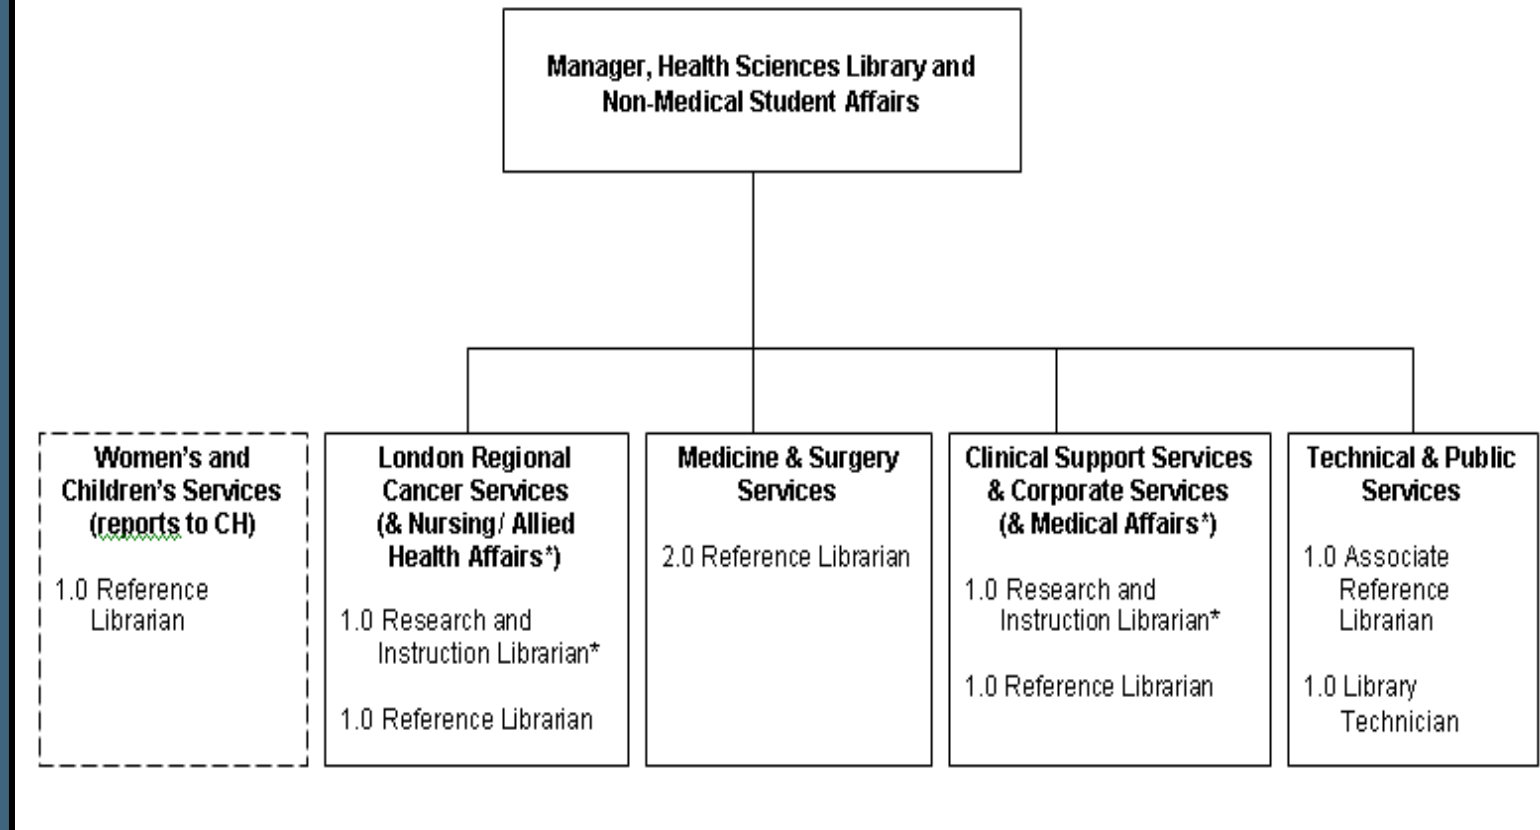 Manager, Health Sciences Library and
Non-Medical Student Affairs
Women's and
Children's Services
(reports to CH)
1.0 Reference
Librarian
London Regional
Cancer Services
(& Nursing/ Allied
Health Affairs*)
1.0 Research and
Instruction Librarian*
1.0 Reference Librarian
Medicine & Surgery
Services
2.0 Reference Librarian
Clinical Support Services
& Corporate Services
(& Medical Affairs*)
1.0 Research and
Instruction Librarian*
1.0 Reference Librarian
Technical & Public
Services
1.0 Associate
Reference
Librarian
1.0 Library
Technician